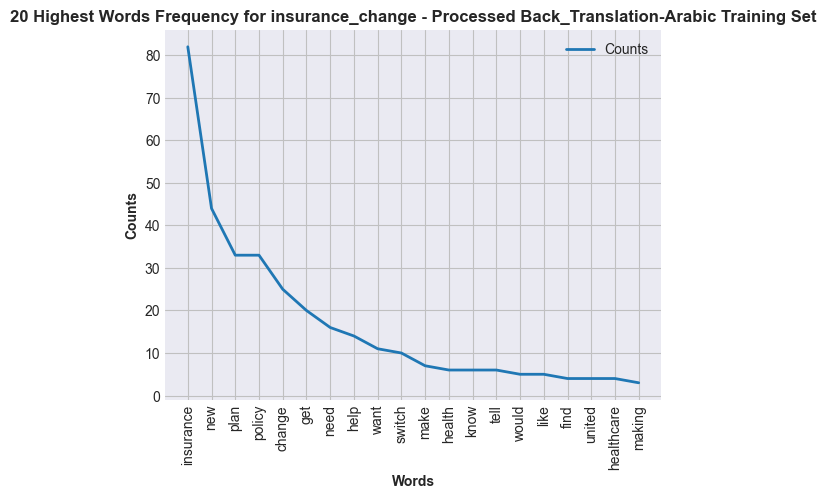 20 Highest Words Frequency for insurance_change - Processed Back_Translation-Arabic Training Set
Counts
80
70
60
50
40
30
20
10
0
Counts
insurance
new
plan
policy
change
get
need
help
want
switch
make
health
know
tell
would
like
find
united
healthcare
making
Words